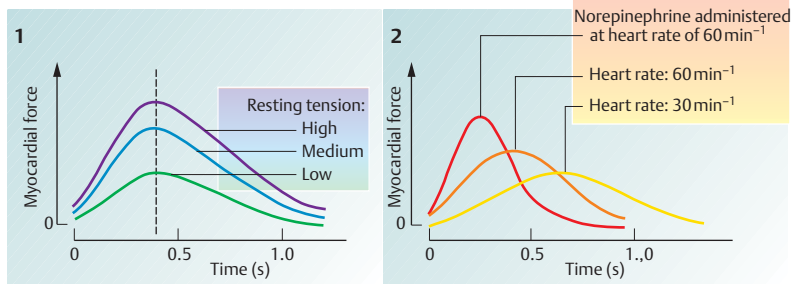 1
Myocardial force
0
Resting tension:
High
Medium
Low
0
0.5
1.0
Time (s)
2
Norepinephrine administered
at heart rate of 60 min⁻¹
Heart rate: 60 min⁻¹
Heart rate: 30 min⁻¹
Myocardial force
0
0
0.5
1.,0
Time (s)